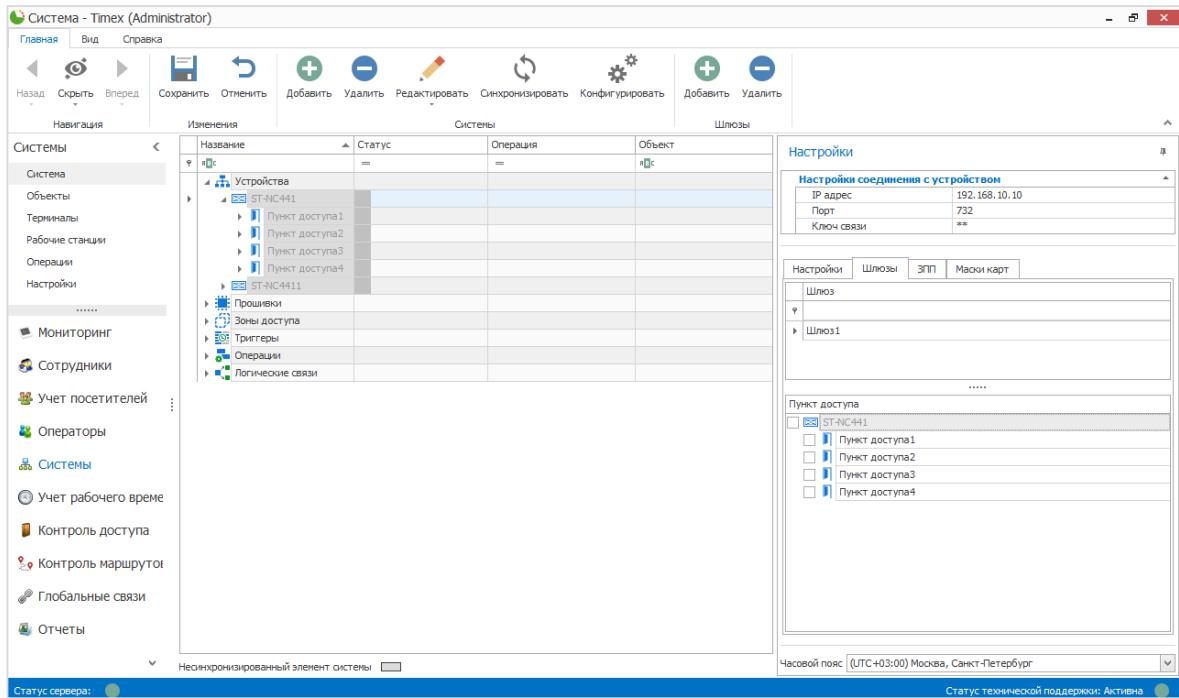 Система - Timex (Administrator)
Главная Вид Справка
Назад Скрыть Вперед Сохранить Отменить Добавить Удалить Редактировать Синхронизировать Конфигурировать Добавить Удалить
Навигация Изменения Системы Шлюзы
Системы
Система
Объекты
Терминалы
Рабочие станции
Операции
Настройки
Мониторинг
Сотрудники
Учет посетителей
Операторы
Системы
Учет рабочего време
Контроль доступа
Контроль маршрутов
Глобальные связи
Отчеты
Название Статус Операция Объект
= =
Устройства
ST-NC441
Пункт доступа1
Пункт доступа2
Пункт доступа3
Пункт доступа4
ST-NC4411
Прошивки
Зоны доступа
Триггеры
Операции
Логические связи
Несинхронизированный элемент системы
Настройки
Настройки соединения с устройством
IP адрес 192.168.10.10
Порт 732
Ключ связи **
Настройки Шлюзы ЗПП Маски карт
Шлюз
Шлюз1
Пункт доступа
ST-NC441
Пункт доступа1
Пункт доступа2
Пункт доступа3
Пункт доступа4
Часовой пояс (UTC+03:00) Москва, Санкт-Петербург
Статус сервера: Статус технической поддержки: Активна